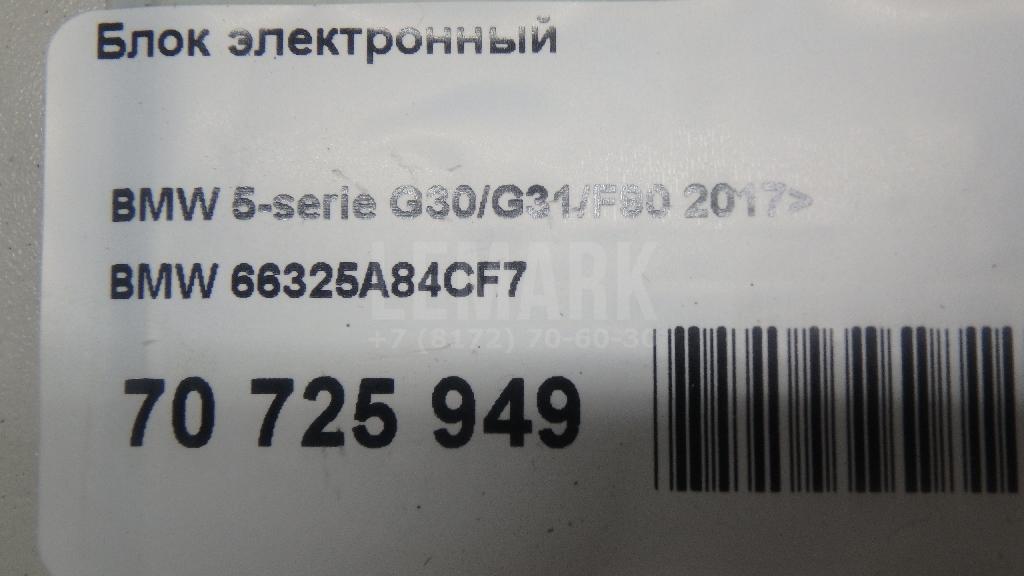 Блок электронный
BMW 5-serie G30/G31/F90 2017>
BMW 66325A84CF7
LEMARK
+7 (8172) 70-60-30
70 725 949